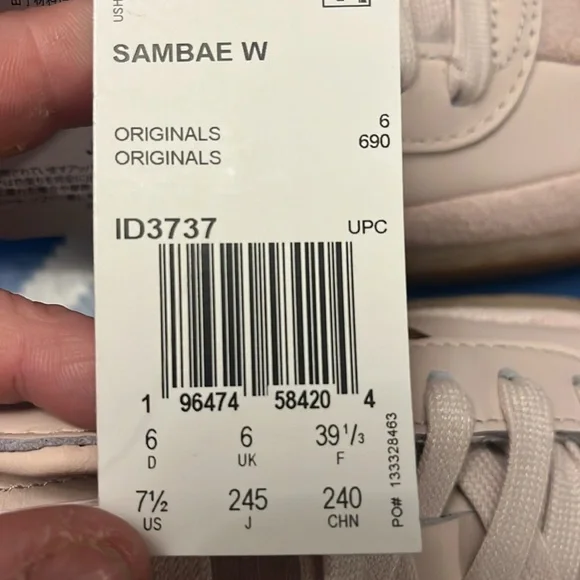 USH
SAMBAE W
6
ORIGINALS 690
ORIGINALS
ID3737 UPC
1 96474 58420 4
6 6 39 1/3
D UK F
7½ 245 240
US J CHN
PO# 133328463